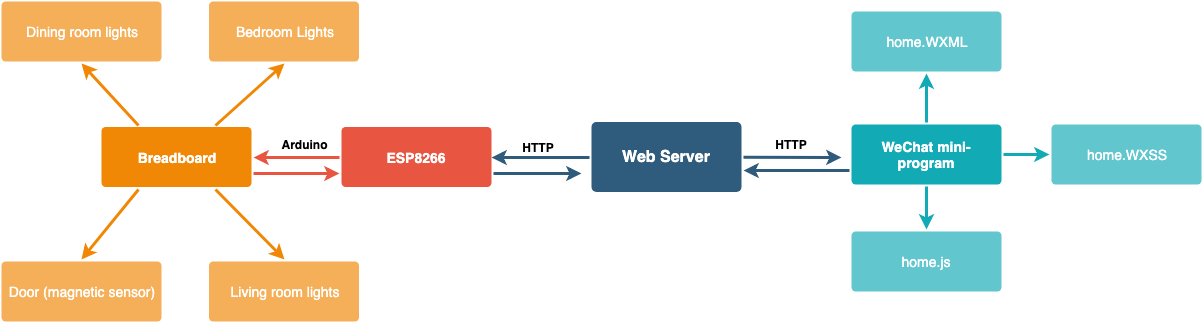 Dining room lights
Bedroom Lights
home.WXML
Breadboard
Arduino
ESP8266
HTTP
Web Server
HTTP
WeChat mini-
program
home.WXSS
Door (magnetic sensor)
Living room lights
home.js